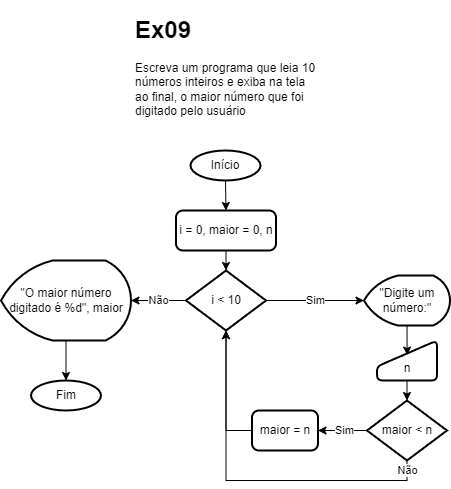 Ex09
Escreva um programa que leia 10
números inteiros e exiba na tela
ao final, o maior número que foi
digitado pelo usuário
Início
i = 0, maior = 0, n
i < 10
Não
Sim
"O maior número
digitado é %d", maior
Fim
"Digite um
número:"
n
maior < n
Sim
maior = n
Não